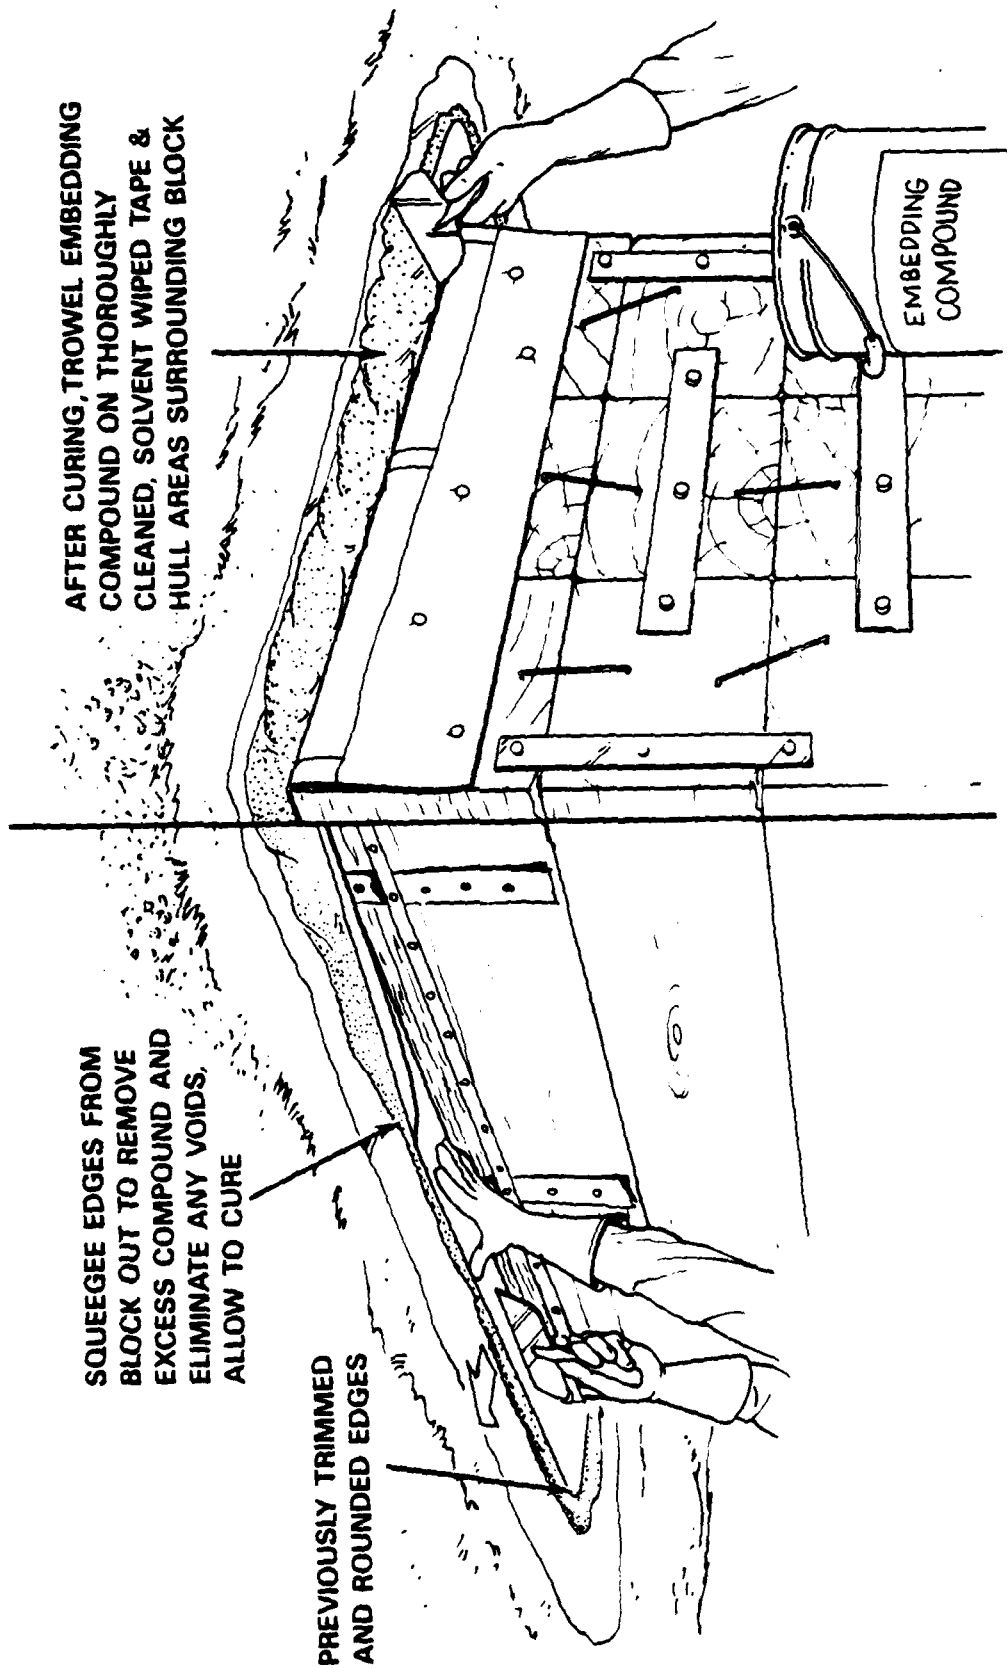 PREVIOUSLY TRIMMED
AND ROUNDED EDGES
SQUEEGEE EDGES FROM
BLOCK OUT TO REMOVE
EXCESS COMPOUND AND
ELIMINATE ANY VOIDS,
ALLOW TO CURE
AFTER CURING, TROWEL EMBEDDING
COMPOUND ON THOROUGHLY
CLEANED, SOLVENT WIPED TAPE &
HULL AREAS SURROUNDING BLOCK
EMBEDDING
COMPOUND